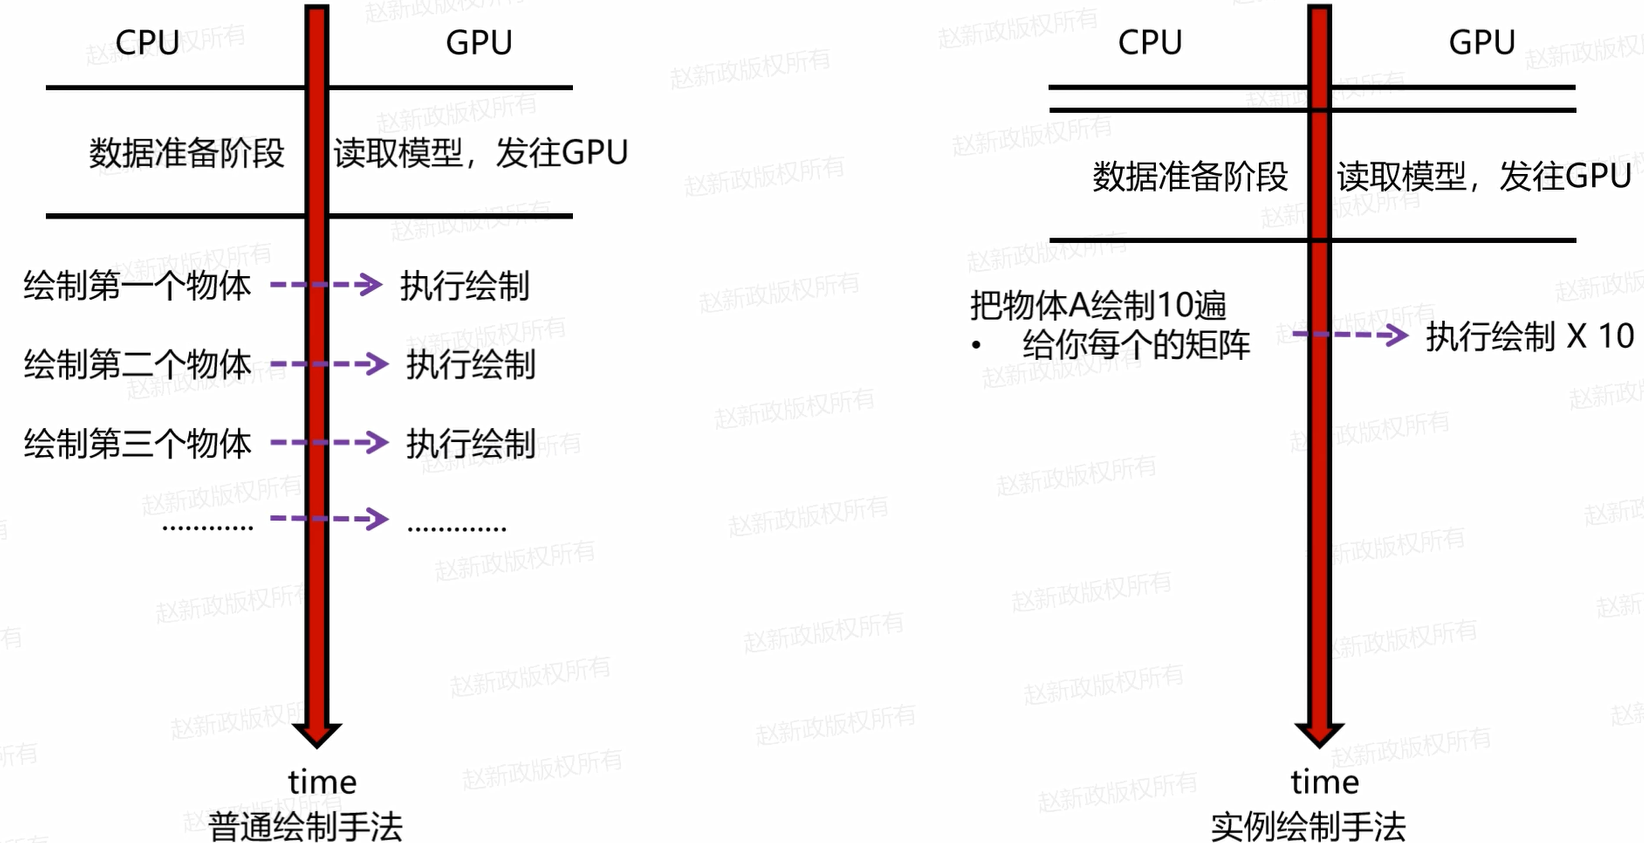 CPU
GPU
数据准备阶段
读取模型，发往GPU
绘制第一个物体
执行绘制
绘制第二个物体
执行绘制
绘制第三个物体
执行绘制
............
.............
time
普通绘制手法
CPU
GPU
数据准备阶段
读取模型，发往GPU
把物体A绘制10遍
• 给你每个的矩阵
执行绘制 X 10
time
实例绘制手法
赵新政版权所有